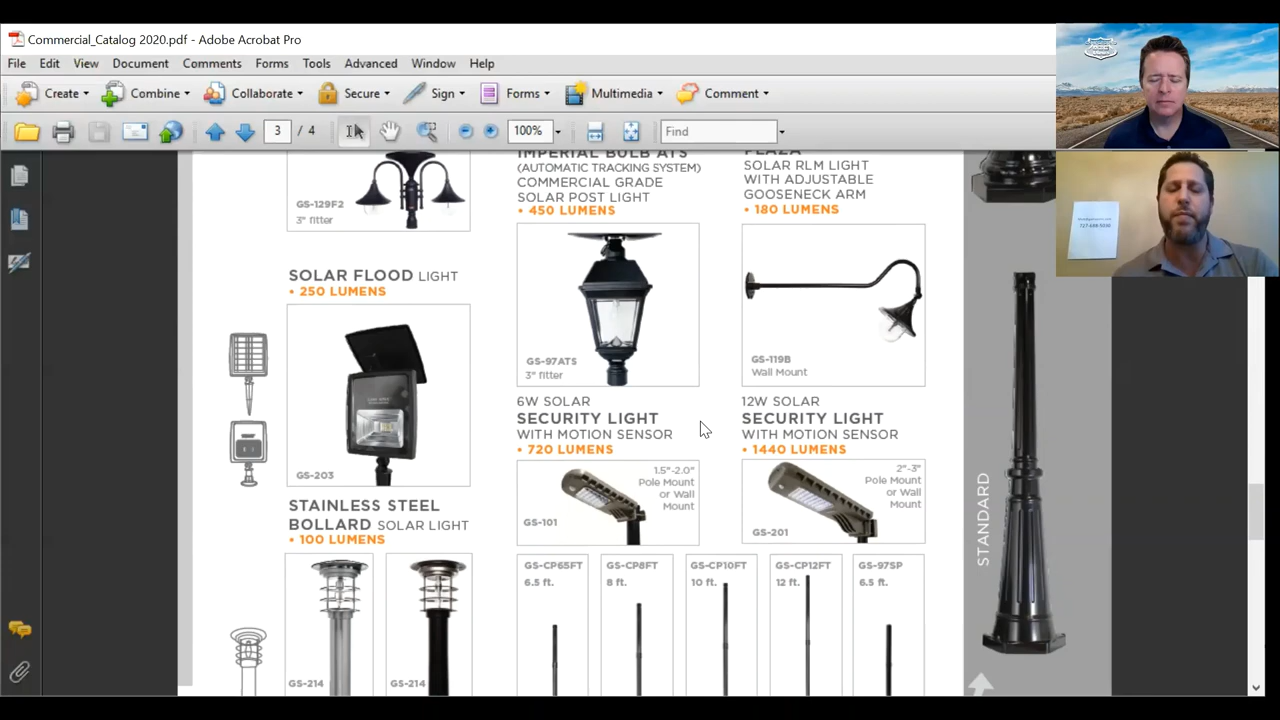 Commercial_Catalog 2020.pdf - Adobe Acrobat Pro
File Edit View Document Comments Forms Tools Advanced Window Help
Create Combine Collaborate Secure Sign Forms Multimedia Comment
3 / 4 100% Find
GS-129F2
3" fitter
SOLAR FLOOD LIGHT
• 250 LUMENS
GS-203
STAINLESS STEEL
BOLLARD SOLAR LIGHT
• 100 LUMENS
GS-214
GS-214
IMPERIAL BULB ATS
(AUTOMATIC TRACKING SYSTEM)
COMMERCIAL GRADE
SOLAR POST LIGHT
• 450 LUMENS
GS-97ATS
3" fitter
6W SOLAR
SECURITY LIGHT
WITH MOTION SENSOR
• 720 LUMENS
1.5"-2.0"
Pole Mount
or Wall
Mount
GS-101
PLAZA
SOLAR RLM LIGHT
WITH ADJUSTABLE
GOOSENECK ARM
• 180 LUMENS
GS-119B
Wall Mount
12W SOLAR
SECURITY LIGHT
WITH MOTION SENSOR
• 1440 LUMENS
2"-3"
Pole Mount
or Wall
Mount
GS-201
GS-CP65FT
6.5 ft.
GS-CP8FT
8 ft.
GS-CP10FT
10 ft.
GS-CP12FT
12 ft.
GS-97SP
6.5 ft.
STANDARD